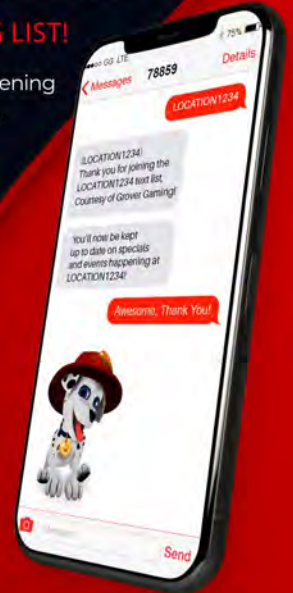 G LIST!
ening
GG LTE
75%
Messages
78859
Details
LOCATION1234
!LOCATION1234!
Thank you for joining the
LOCATION1234 text list,
Courtesy of Grover Gaming!
You'll now be kept
up to date on specials
and events happening at
LOCATION1234!
Awesome, Thank You!
Send